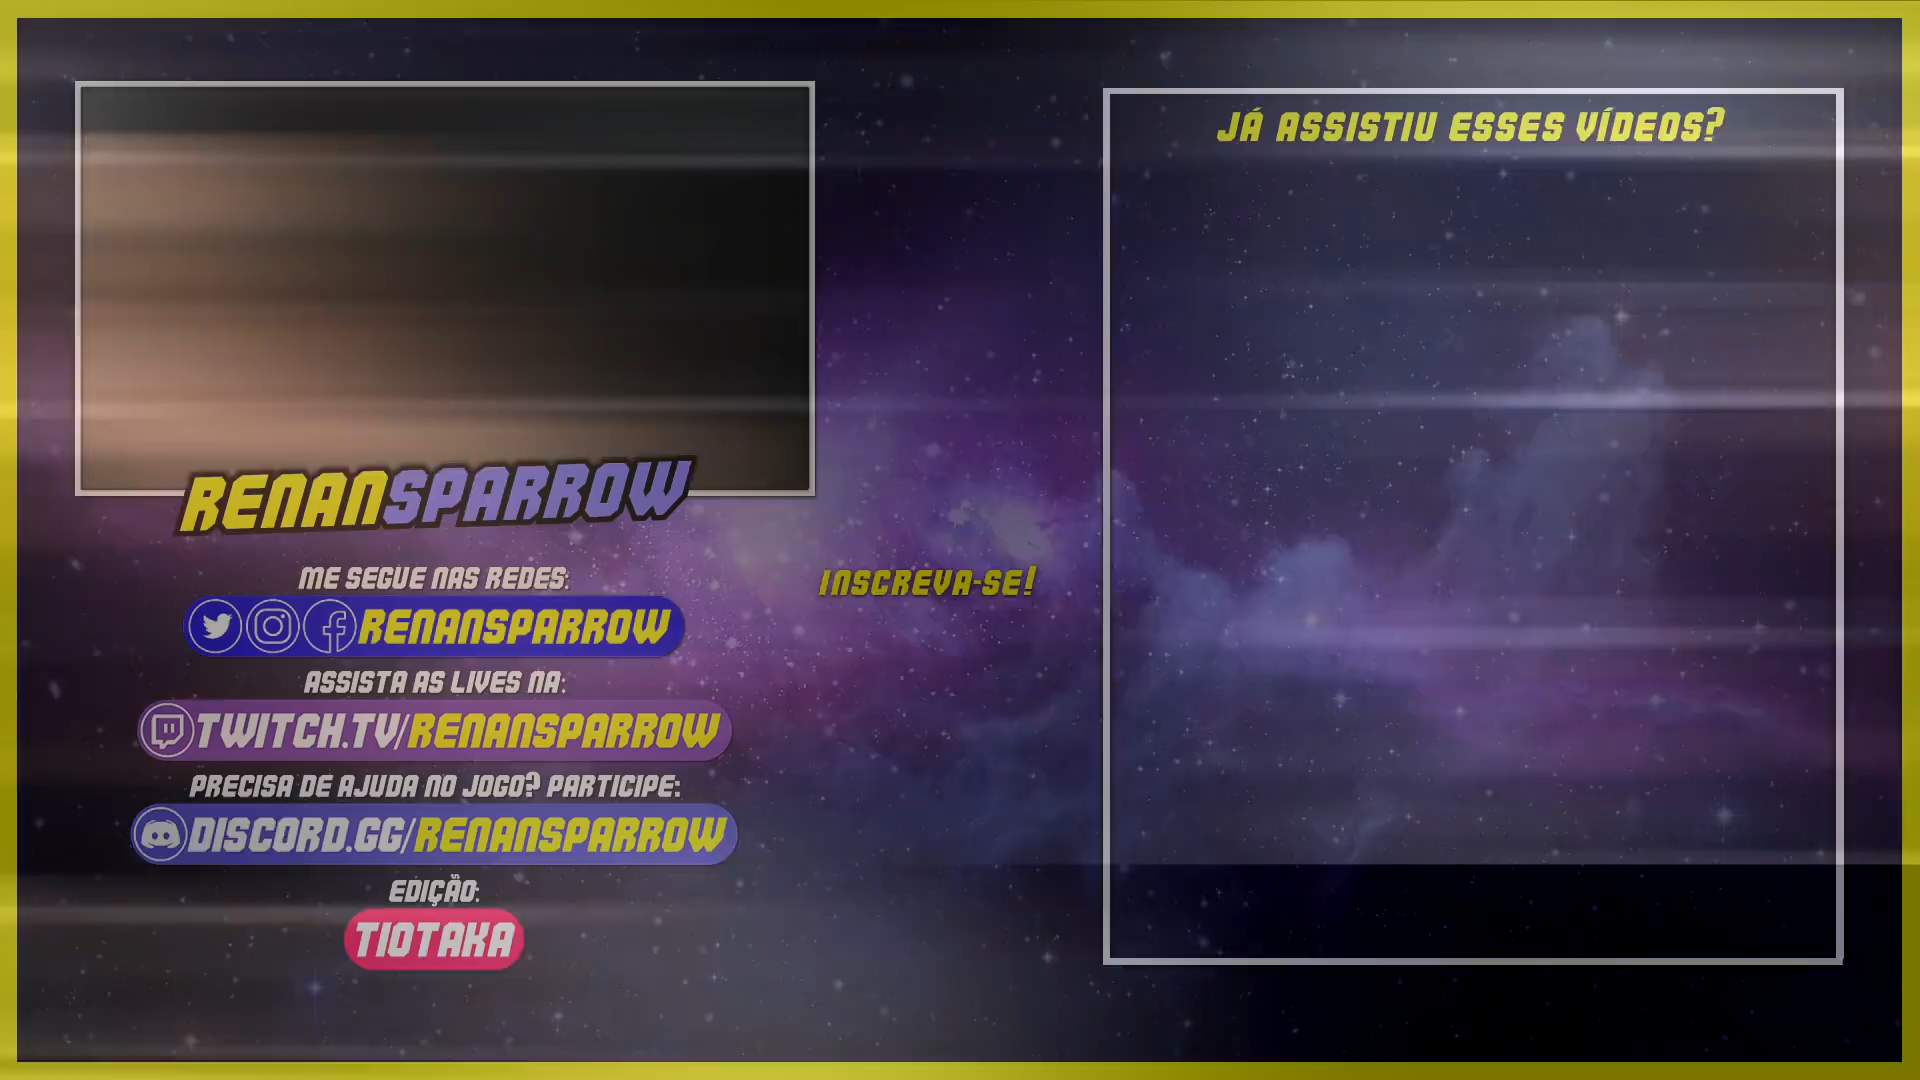 RENANSPARROW
ME SEGUE NAS REDES:
RENANSPARROW
ASSISTA AS LIVES NA:
TWITCH.TV/RENANSPARROW
PRECISA DE AJUDA NO JOGO? PARTICIPE:
DISCORD.GG/RENANSPARROW
EDIÇÃO:
TIOTAKA
INSCREVA-SE!
JÁ ASSISTIU ESSES VÍDEOS?